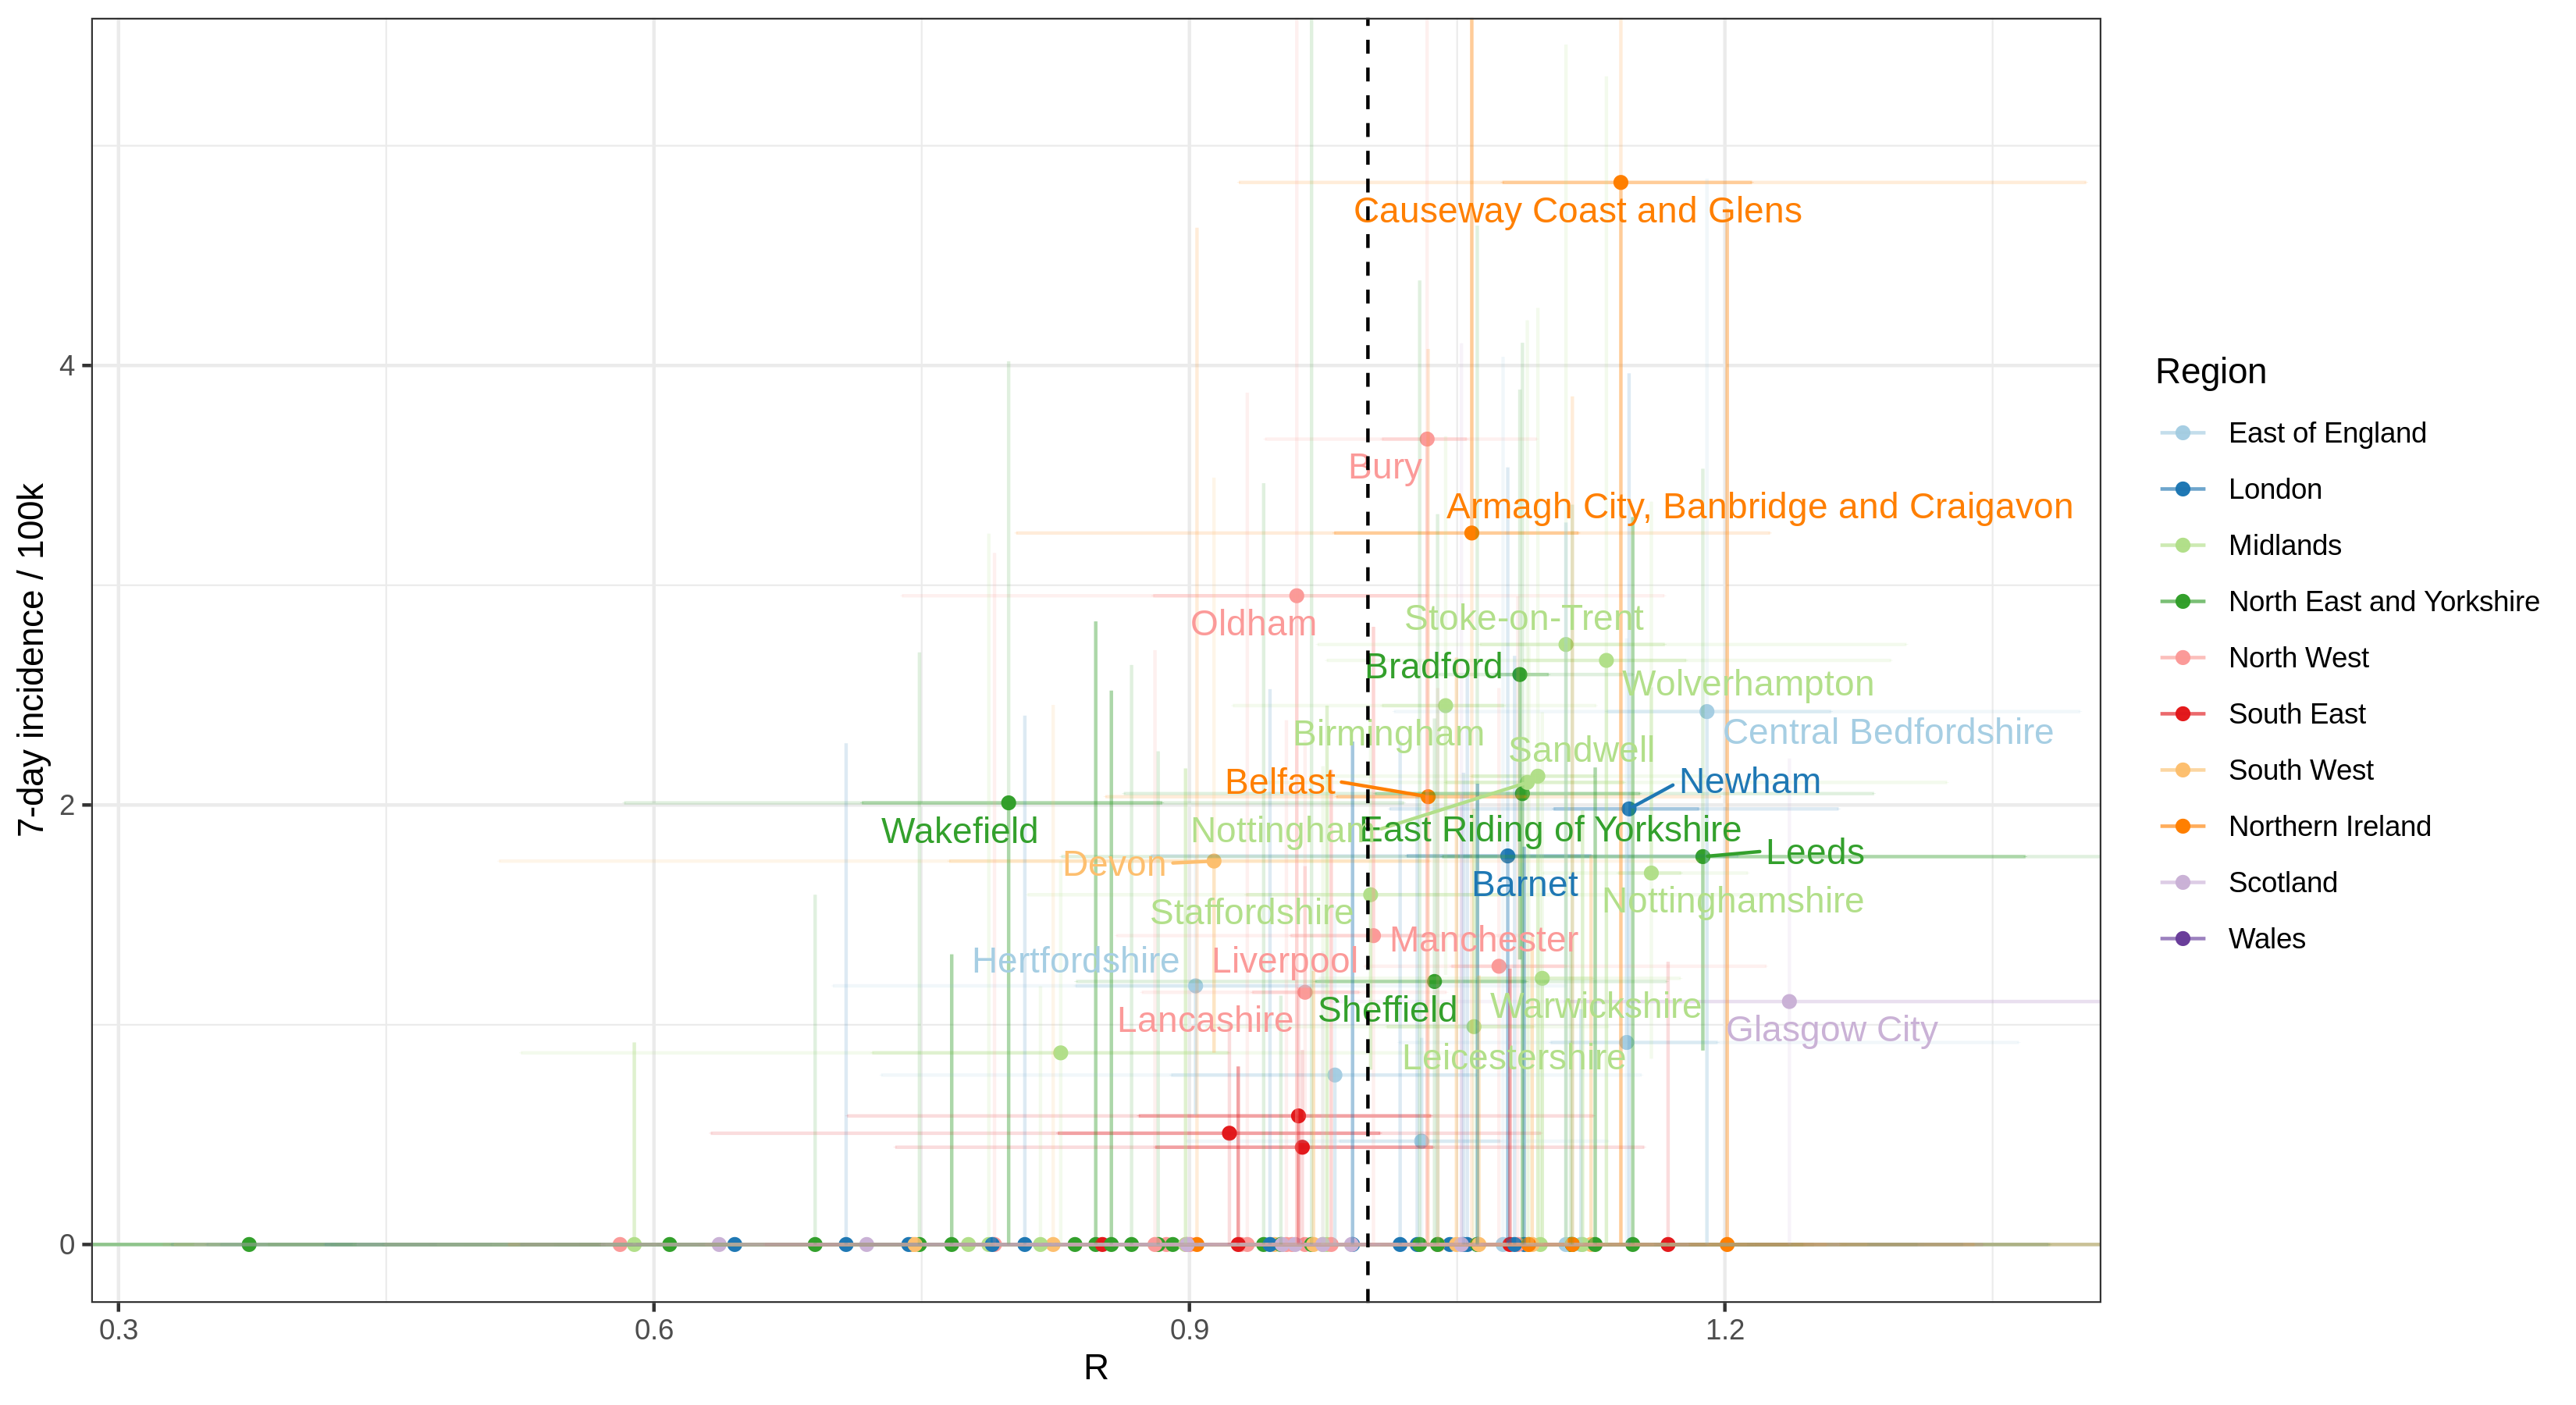 Causeway Coast and Glens
4
Bury
Armagh City, Banbridge and Craigavon
Oldham
Stoke-on-Trent
Bradford
Wolverhampton
Birmingham
Central Bedfordshire
Sandwell
Belfast
Newham
2
Wakefield
Nottingham
East Riding of Yorkshire
Devon
Leeds
Barnet
Staffordshire
Nottinghamshire
Manchester
Hertfordshire
Liverpool
Lancashire
Sheffield
Warwickshire
Glasgow City
Leicestershire
0
0.3
0.6
0.9
1.2
R
7-day incidence / 100k
Region
East of England
London
Midlands
North East and Yorkshire
North West
South East
South West
Northern Ireland
Scotland
Wales